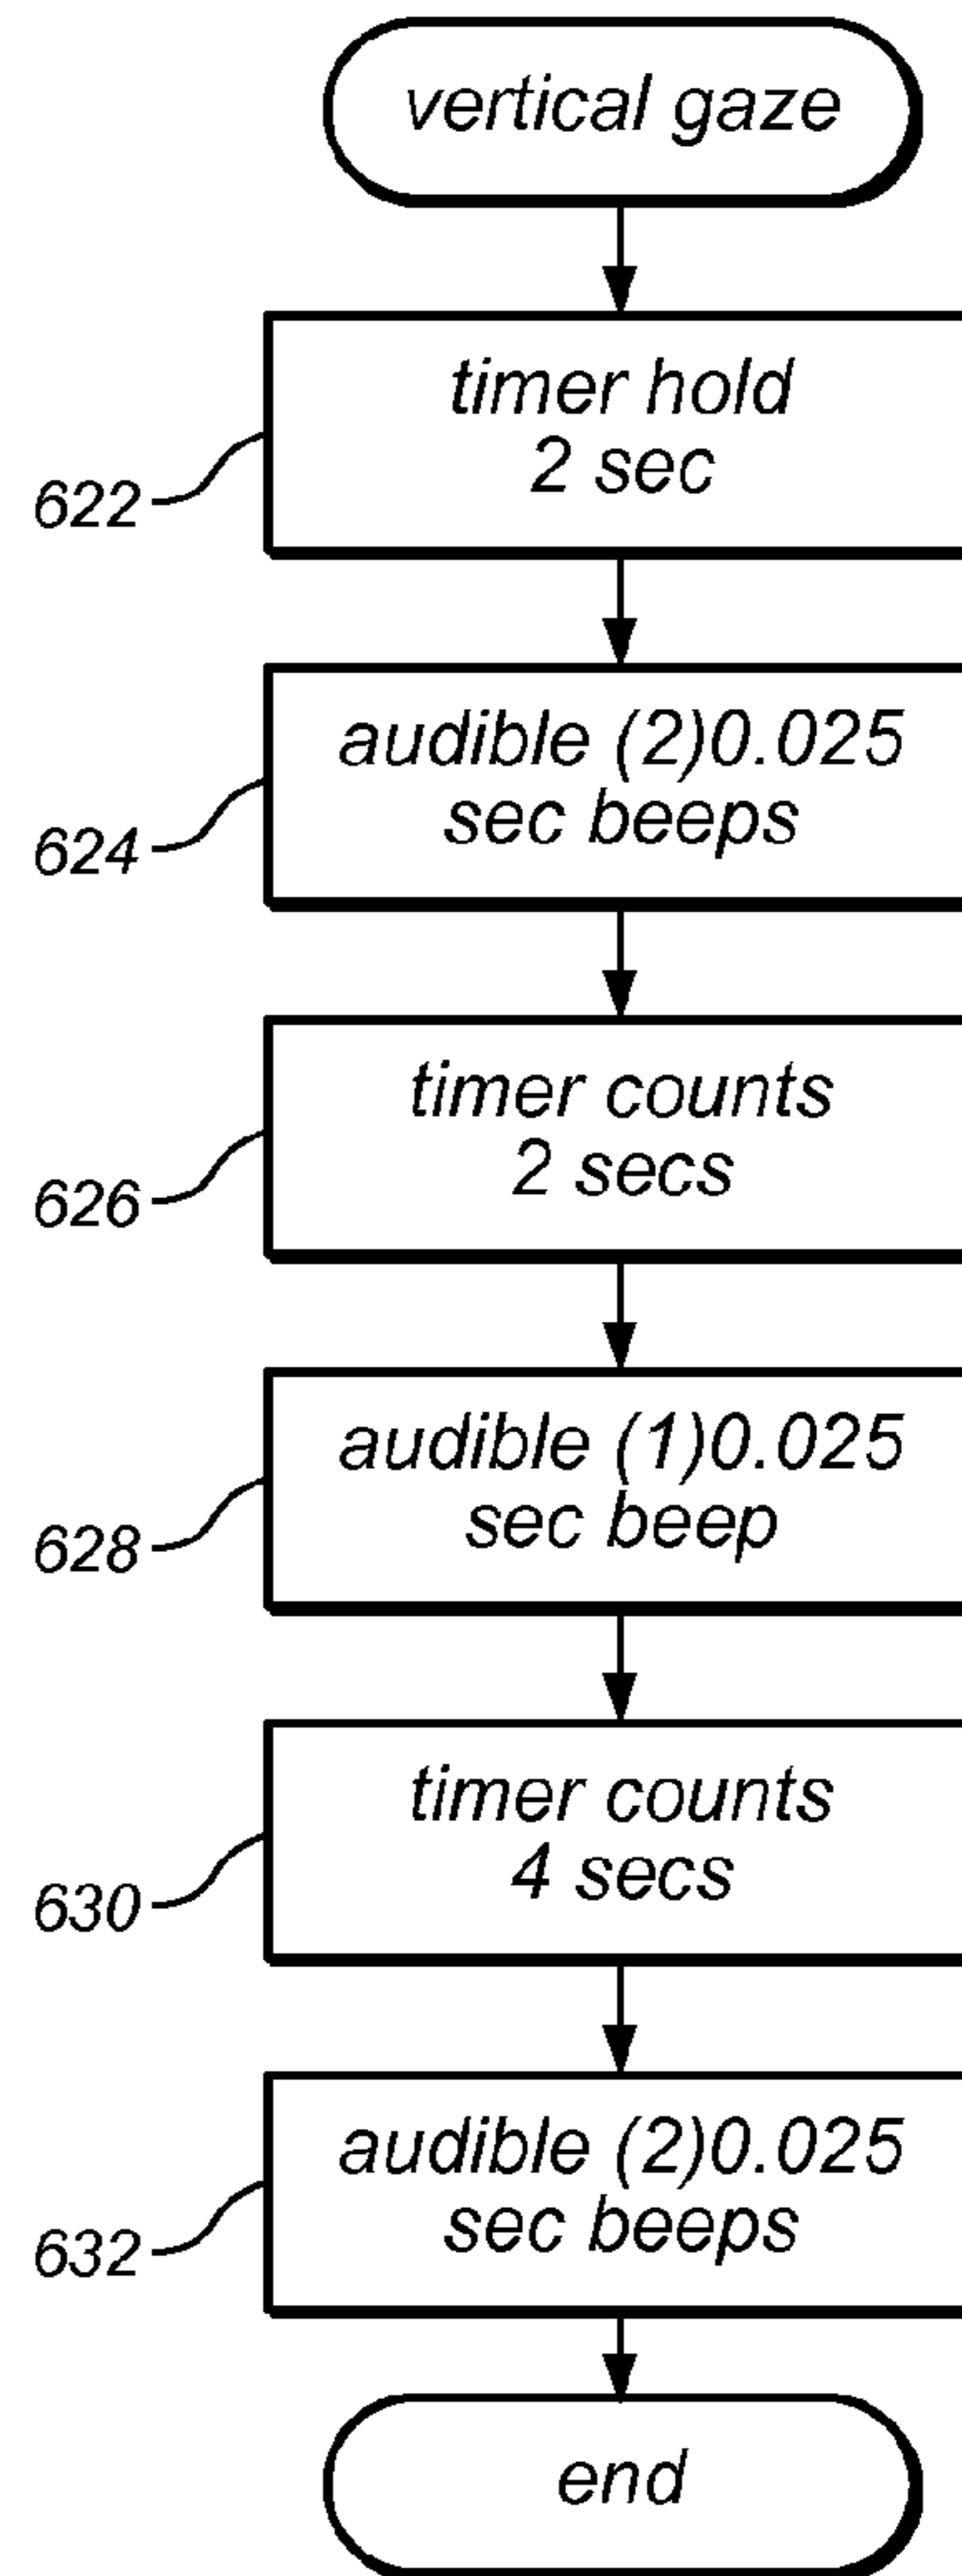 vertical gaze
timer hold
2 sec
622
audible (2)0.025
sec beeps
624
timer counts
2 secs
626
audible (1)0.025
sec beep
628
timer counts
4 secs
630
audible (2)0.025
sec beeps
632
end